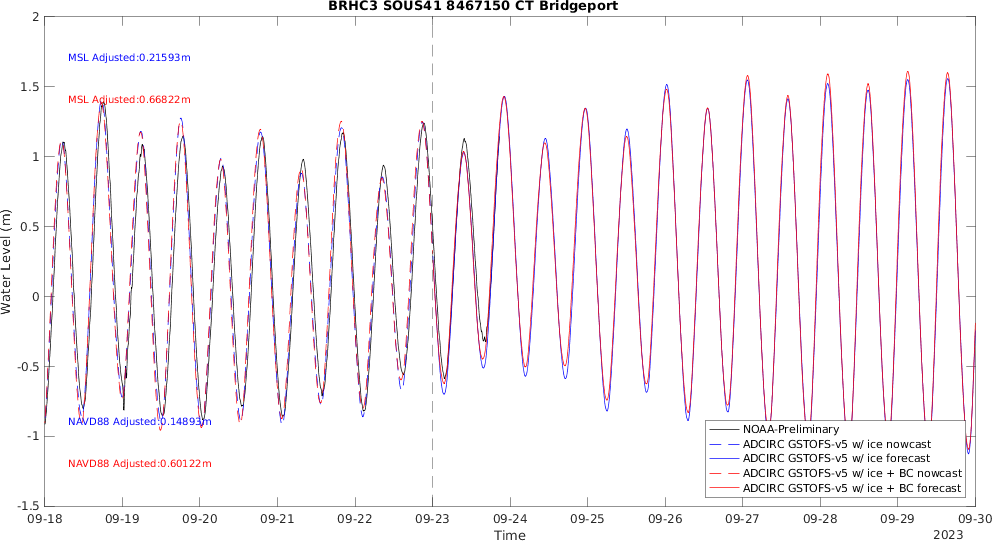 BRHC3 SOUS41 8467150 CT Bridgeport
2
1.5
1
0.5
0
-0.5
-1
-1.5
Water Level (m)
MSL Adjusted:0.21593m
MSL Adjusted:0.66822m
NAVD88 Adjusted:0.14893m
NAVD88 Adjusted:0.60122m
NOAA-Preliminary
ADCIRC GSTOFS-v5 w/ ice nowcast
ADCIRC GSTOFS-v5 w/ ice forecast
ADCIRC GSTOFS-v5 w/ ice + BC nowcast
ADCIRC GSTOFS-v5 w/ ice + BC forecast
09-18 09-19 09-20 09-21 09-22 09-23 09-24 09-25 09-26 09-27 09-28 09-29 09-30
Time
2023